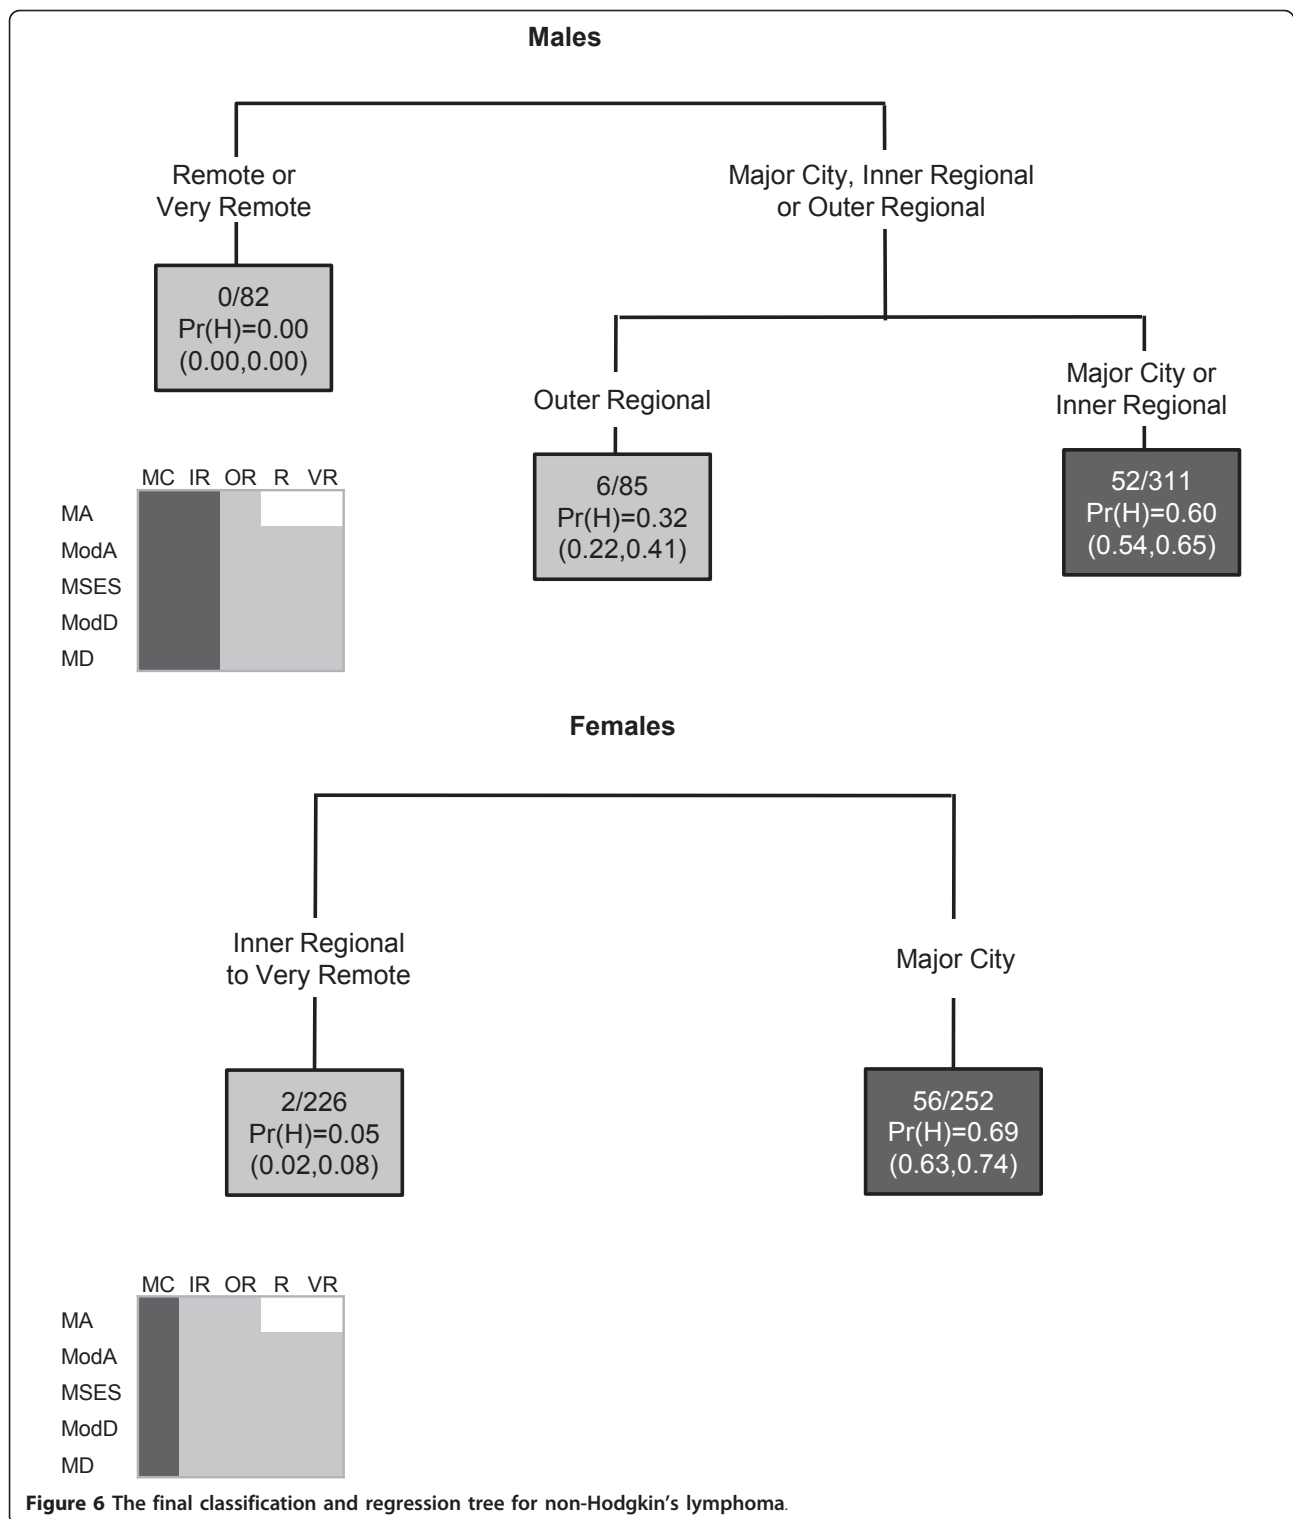 Males
Remote or
Very Remote
Major City, Inner Regional
or Outer Regional
0/82
Pr(H)=0.00
(0.00,0.00)
Outer Regional
Major City or
Inner Regional
6/85
Pr(H)=0.32
(0.22,0.41)
52/311
Pr(H)=0.60
(0.54,0.65)
MC IR OR R VR
MA
ModA
MSES
ModD
MD
Females
Inner Regional
to Very Remote
Major City
2/226
Pr(H)=0.05
(0.02,0.08)
56/252
Pr(H)=0.69
(0.63,0.74)
MC IR OR R VR
MA
ModA
MSES
ModD
MD
Figure 6 The final classification and regression tree for non-Hodgkin's lymphoma.